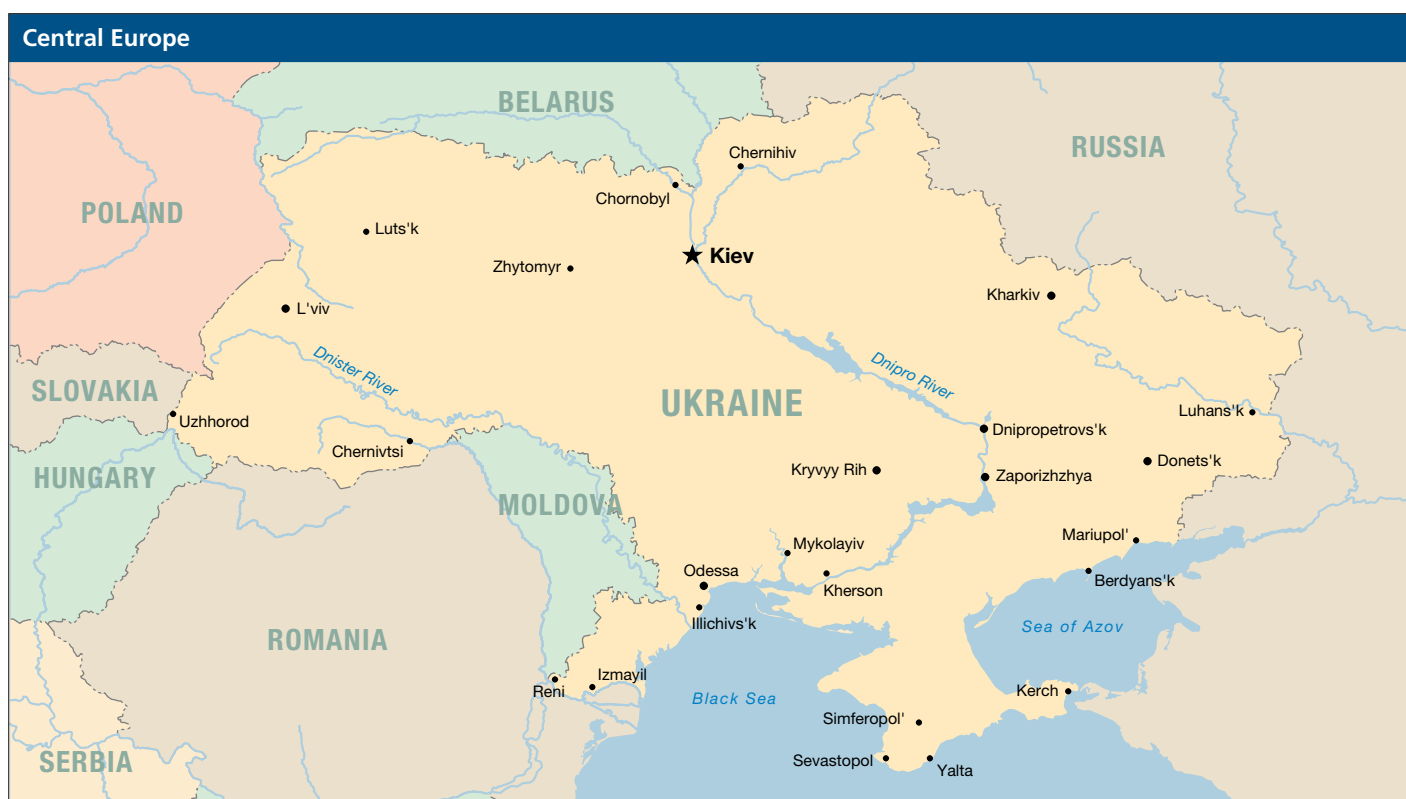 Central Europe
BELARUS
RUSSIA
Chernihiv
Chornobyl
POLAND
Luts'k
Kiev
Zhytomyr
Kharkiv
L'viv
Dnister River
Dnipro River
SLOVAKIA
UKRAINE
Luhans'k
Uzhhorod
Dnipropetrovs'k
Chernivtsi
Donets'k
Kryvyy Rih
Zaporizhzhya
HUNGARY
MOLDOVA
Mariupol'
Mykolayiv
Odessa
Berdyans'k
Kherson
Illichivs'k
Sea of Azov
ROMANIA
Izmayil
Reni
Kerch
Black Sea
Simferopol'
SERBIA
Sevastopol
Yalta